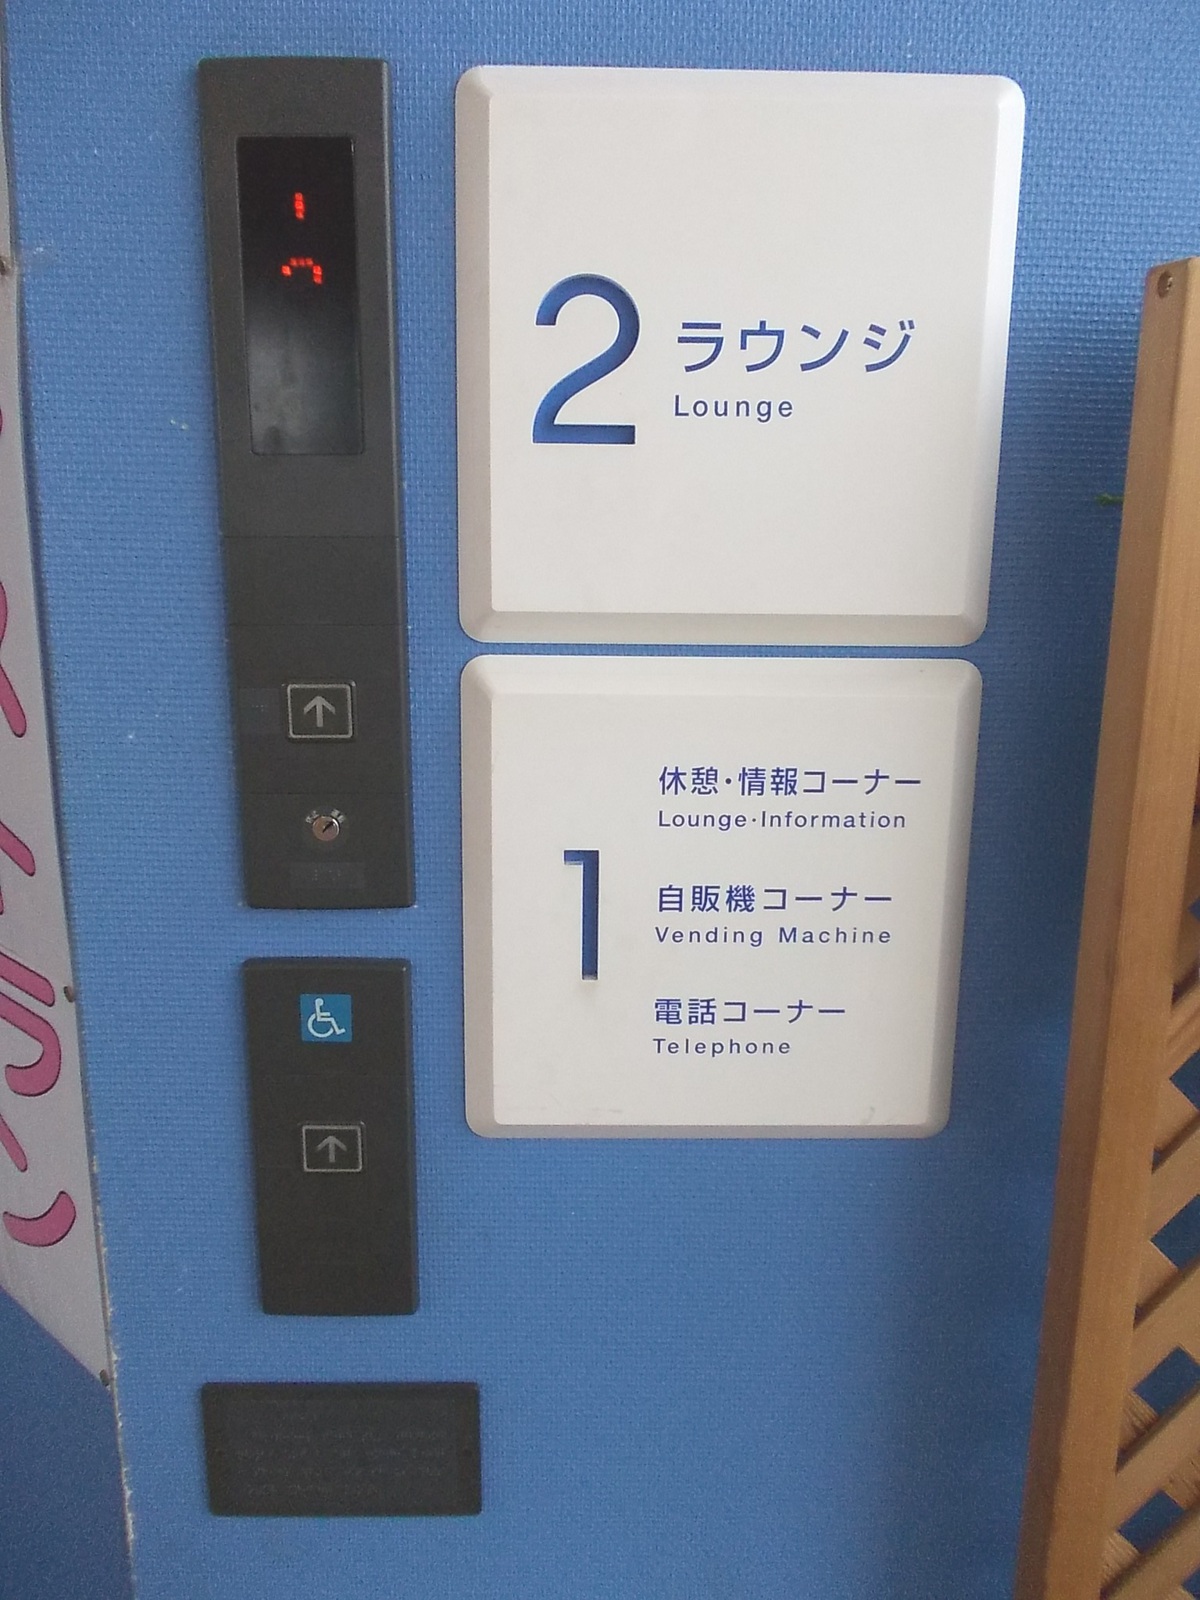 2
ラウンジ
Lounge
1
休憩・情報コーナー
Lounge·Information
自販機コーナー
Vending Machine
電話コーナー
Telephone